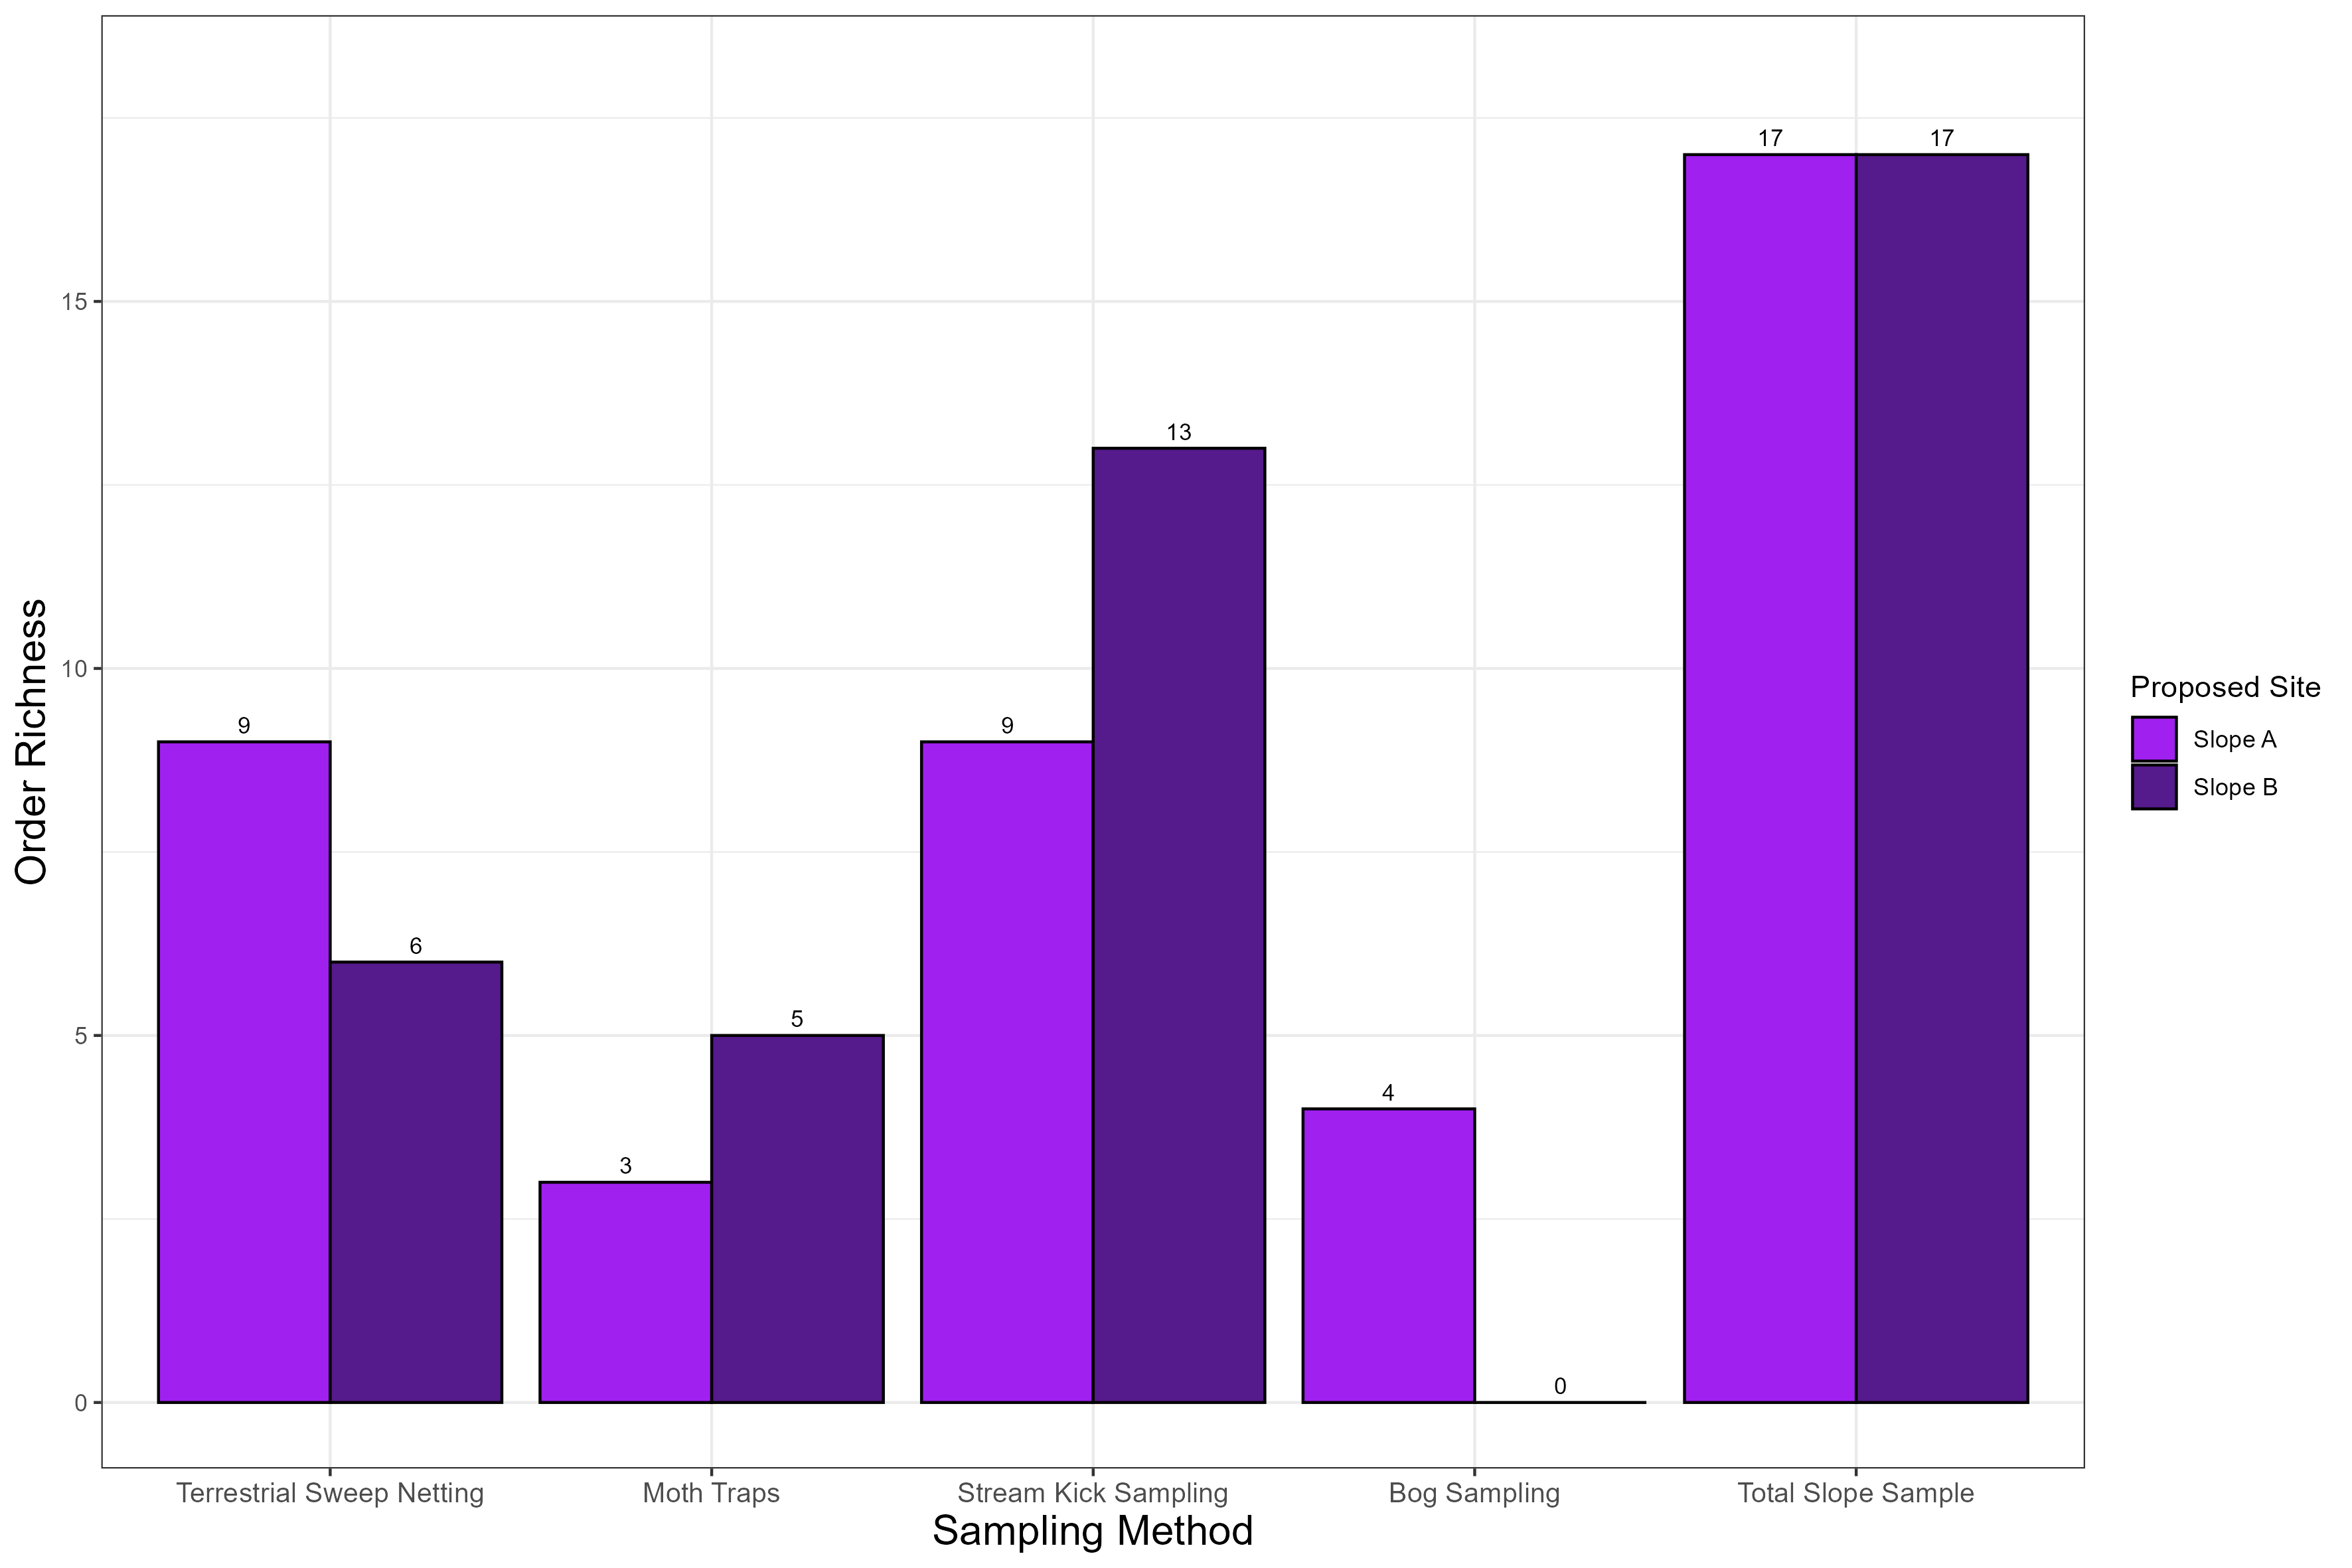 17 17
15
13
10
9 9
6
5
5
4
3
0
0
Order Richness
Proposed Site
Slope A
Slope B
Terrestrial Sweep Netting Moth Traps Stream Kick Sampling Bog Sampling Total Slope Sample
Sampling Method